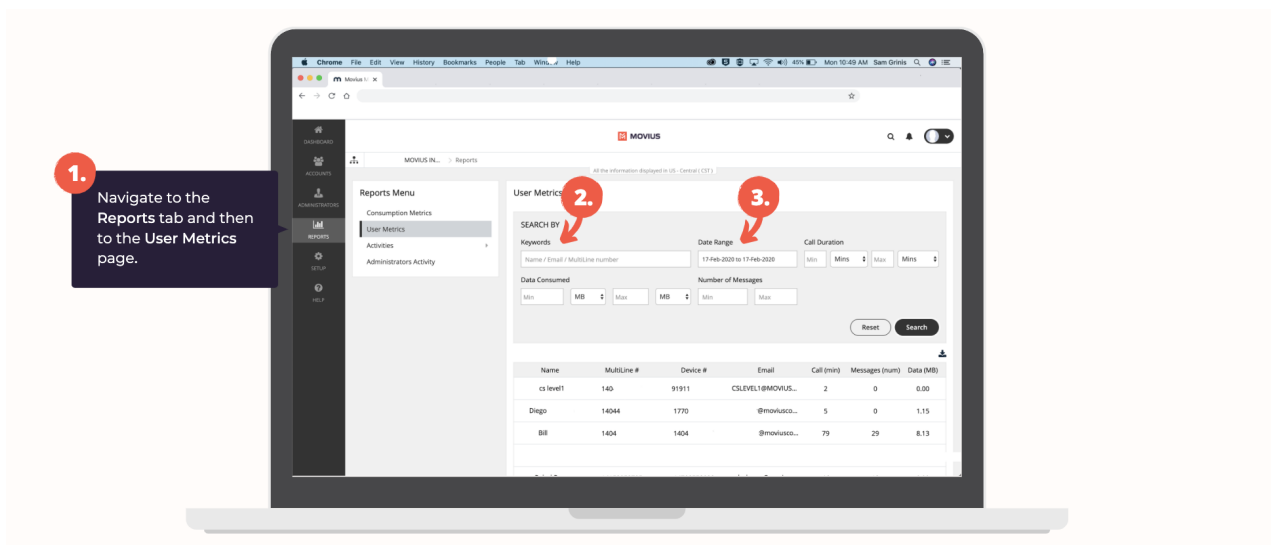 Chrome File Edit View History Bookmarks People Tab Help
45% Mon 10:49 AM Sam Grinis
Movius
DASHBOARD
ACCOUNTS
ADMINISTRATORS
REPORTS
SETUP
HELP
MOVIUS
MOVIUS IN... > Reports
All the information displayed in US - Central ( CST )
1.
Navigate to the
Reports tab and then
to the User Metrics
page.
Reports Menu
Consumption Metrics
User Metrics
Activities
Administrators Activity
User Metrics
2.
3.
SEARCH BY
Keywords Date Range Call Duration
Name / Email / MultiLine number 17-Feb-2020 to 17-Feb-2020 Min Mins Max Mins
Data Consumed Number of Messages
Min MB Max MB Min Max
Reset Search
Name MultiLine # Device # Email Call (min) Messages (num) Data (MB)
cs level1 140 91911 CSLEVEL1@MOVIUS... 2 0 0.00
Diego 14044 1770 @moviusco... 5 0 1.15
Bill 1404 1404 @moviusco... 79 29 8.13